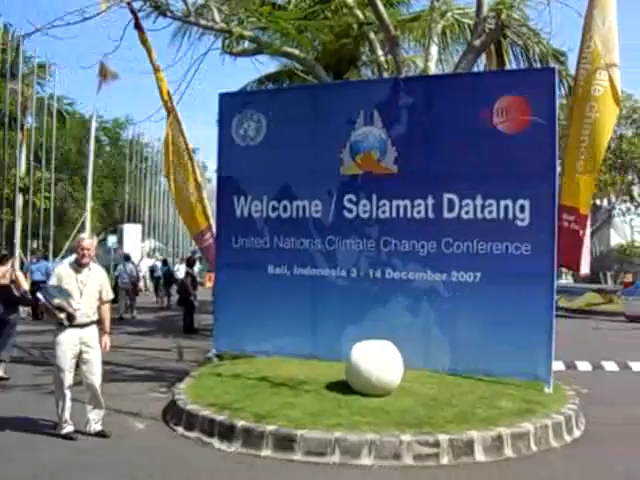 Welcome / Selamat Datang
United Nations Climate Change Conference
Bali, Indonesia 3 - 14 December 2007